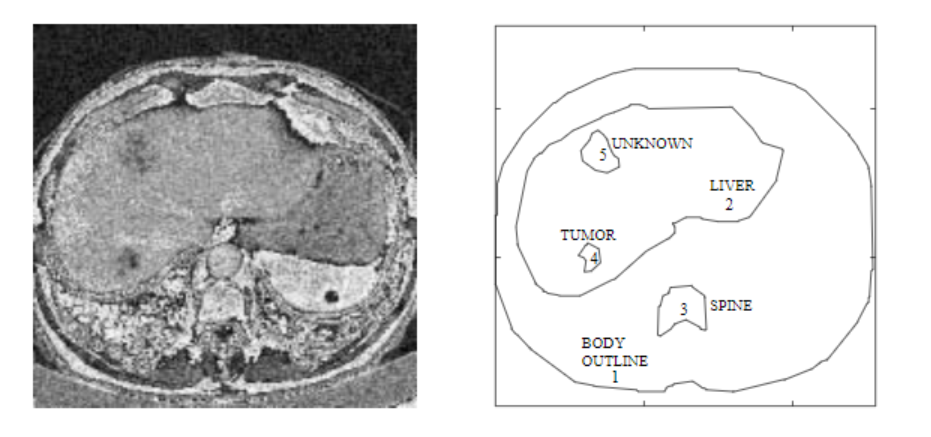 UNKNOWN
5
LIVER
2
TUMOR
4
3 SPINE
BODY
OUTLINE
1